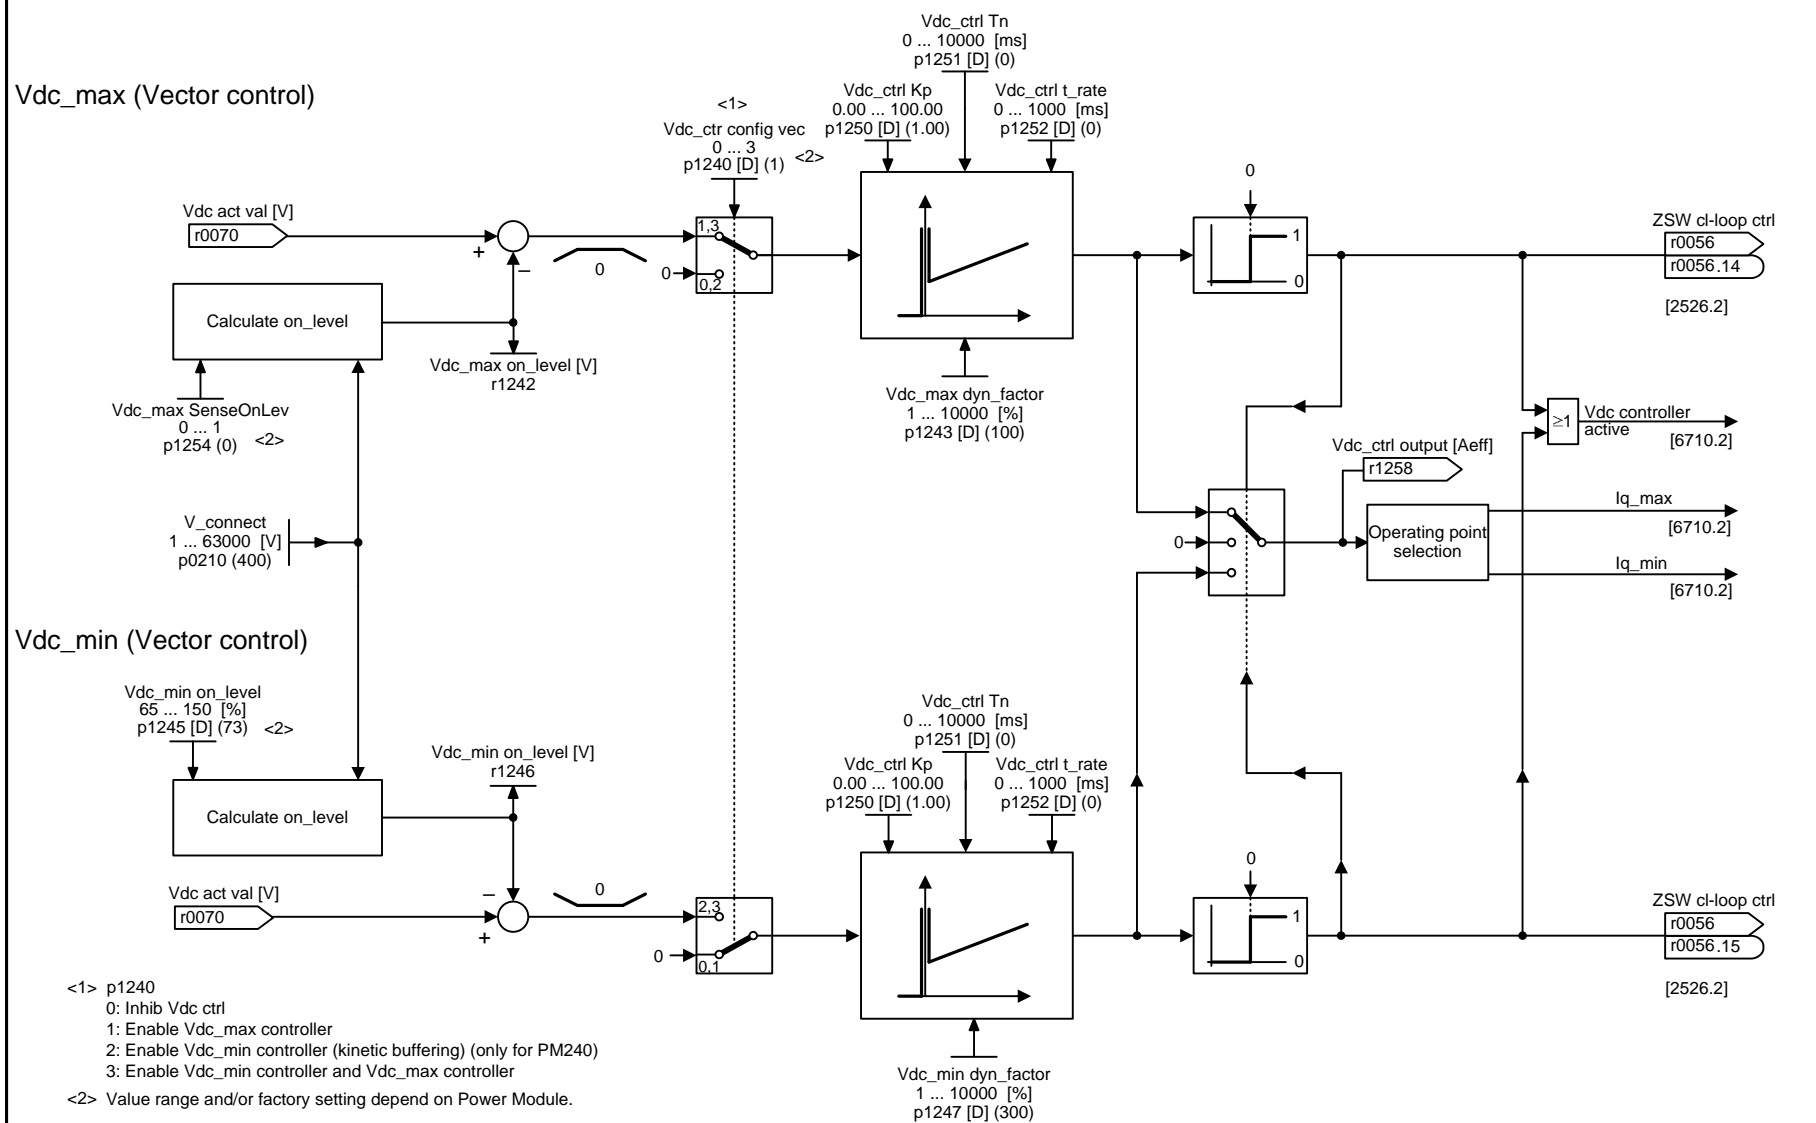 Vdc_max (Vector control)
Vdc_ctrl Tn
0 ... 10000 [ms]
p1251 [D] (0)
Vdc_ctrl Kp
0.00 ... 100.00
p1250 [D] (1.00)
Vdc_ctrl t_rate
0 ... 1000 [ms]
p1252 [D] (0)
<1>
Vdc_ctr config vec
0 ... 3
p1240 [D] (1) <2>
Vdc act val [V]
r0070
+
–
0
1,3
0
0,2
0
1
0
ZSW cl-loop ctrl
r0056
r0056.14
[2526.2]
Calculate on_level
Vdc_max on_level [V]
r1242
Vdc_max SenseOnLev
0 ... 1
p1254 (0) <2>
Vdc_max dyn_factor
1 ... 10000 [%]
p1243 [D] (100)
≥1
Vdc controller
active
[6710.2]
Vdc_ctrl output [Aeff]
r1258
V_connect
1 ... 63000 [V]
p0210 (400)
0
Operating point
selection
Iq_max
[6710.2]
Iq_min
[6710.2]
Vdc_min (Vector control)
Vdc_min on_level
65 ... 150 [%]
p1245 [D] (73) <2>
Vdc_min on_level [V]
r1246
Calculate on_level
Vdc_ctrl Tn
0 ... 10000 [ms]
p1251 [D] (0)
Vdc_ctrl Kp
0.00 ... 100.00
p1250 [D] (1.00)
Vdc_ctrl t_rate
0 ... 1000 [ms]
p1252 [D] (0)
Vdc act val [V]
r0070
–
+
0
2,3
0
0,1
0
1
0
ZSW cl-loop ctrl
r0056
r0056.15
[2526.2]
Vdc_min dyn_factor
1 ... 10000 [%]
p1247 [D] (300)
<1> p1240
0: Inhib Vdc ctrl
1: Enable Vdc_max controller
2: Enable Vdc_min controller (kinetic buffering) (only for PM240)
3: Enable Vdc_min controller and Vdc_max controller
<2> Value range and/or factory setting depend on Power Module.